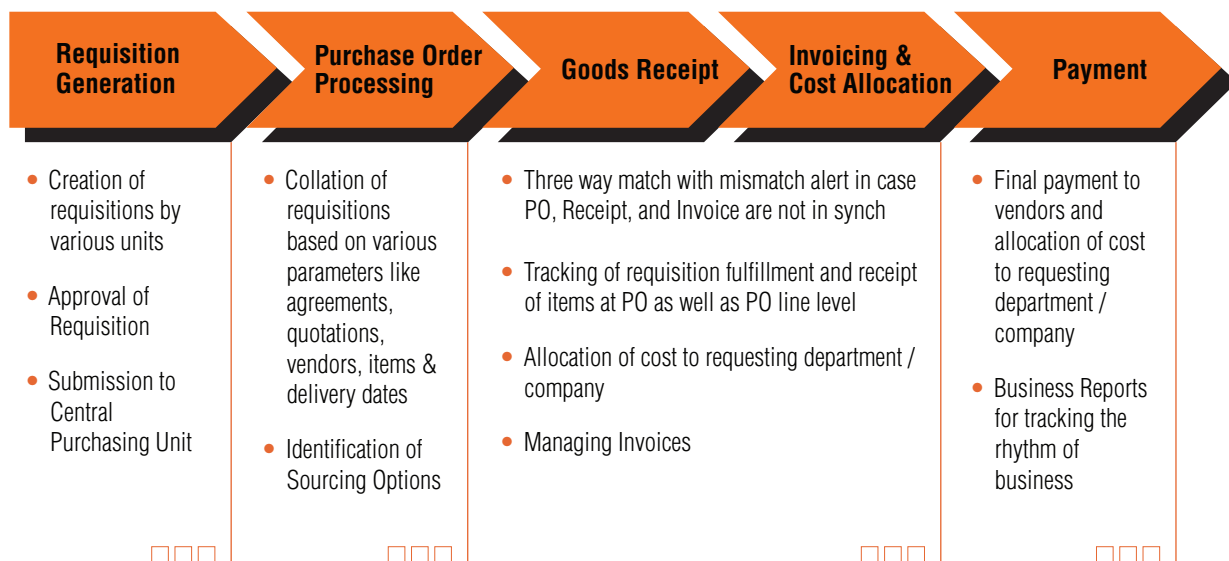 Requisition
Generation
Purchase Order
Processing
Goods Receipt
Invoicing &
Cost Allocation
Payment
• Creation of
requisitions by
various units
• Approval of
Requisition
• Submission to
Central
Purchasing Unit
• Collation of
requisitions
based on various
parameters like
agreements,
quotations,
vendors, items &
delivery dates
• Identification of
Sourcing Options
• Three way match with mismatch alert in case
PO, Receipt, and Invoice are not in synch
• Tracking of requisition fulfillment and receipt
of items at PO as well as PO line level
• Allocation of cost to requesting department /
company
• Managing Invoices
• Final payment to
vendors and
allocation of cost
to requesting
department /
company
• Business Reports
for tracking the
rhythm of
business